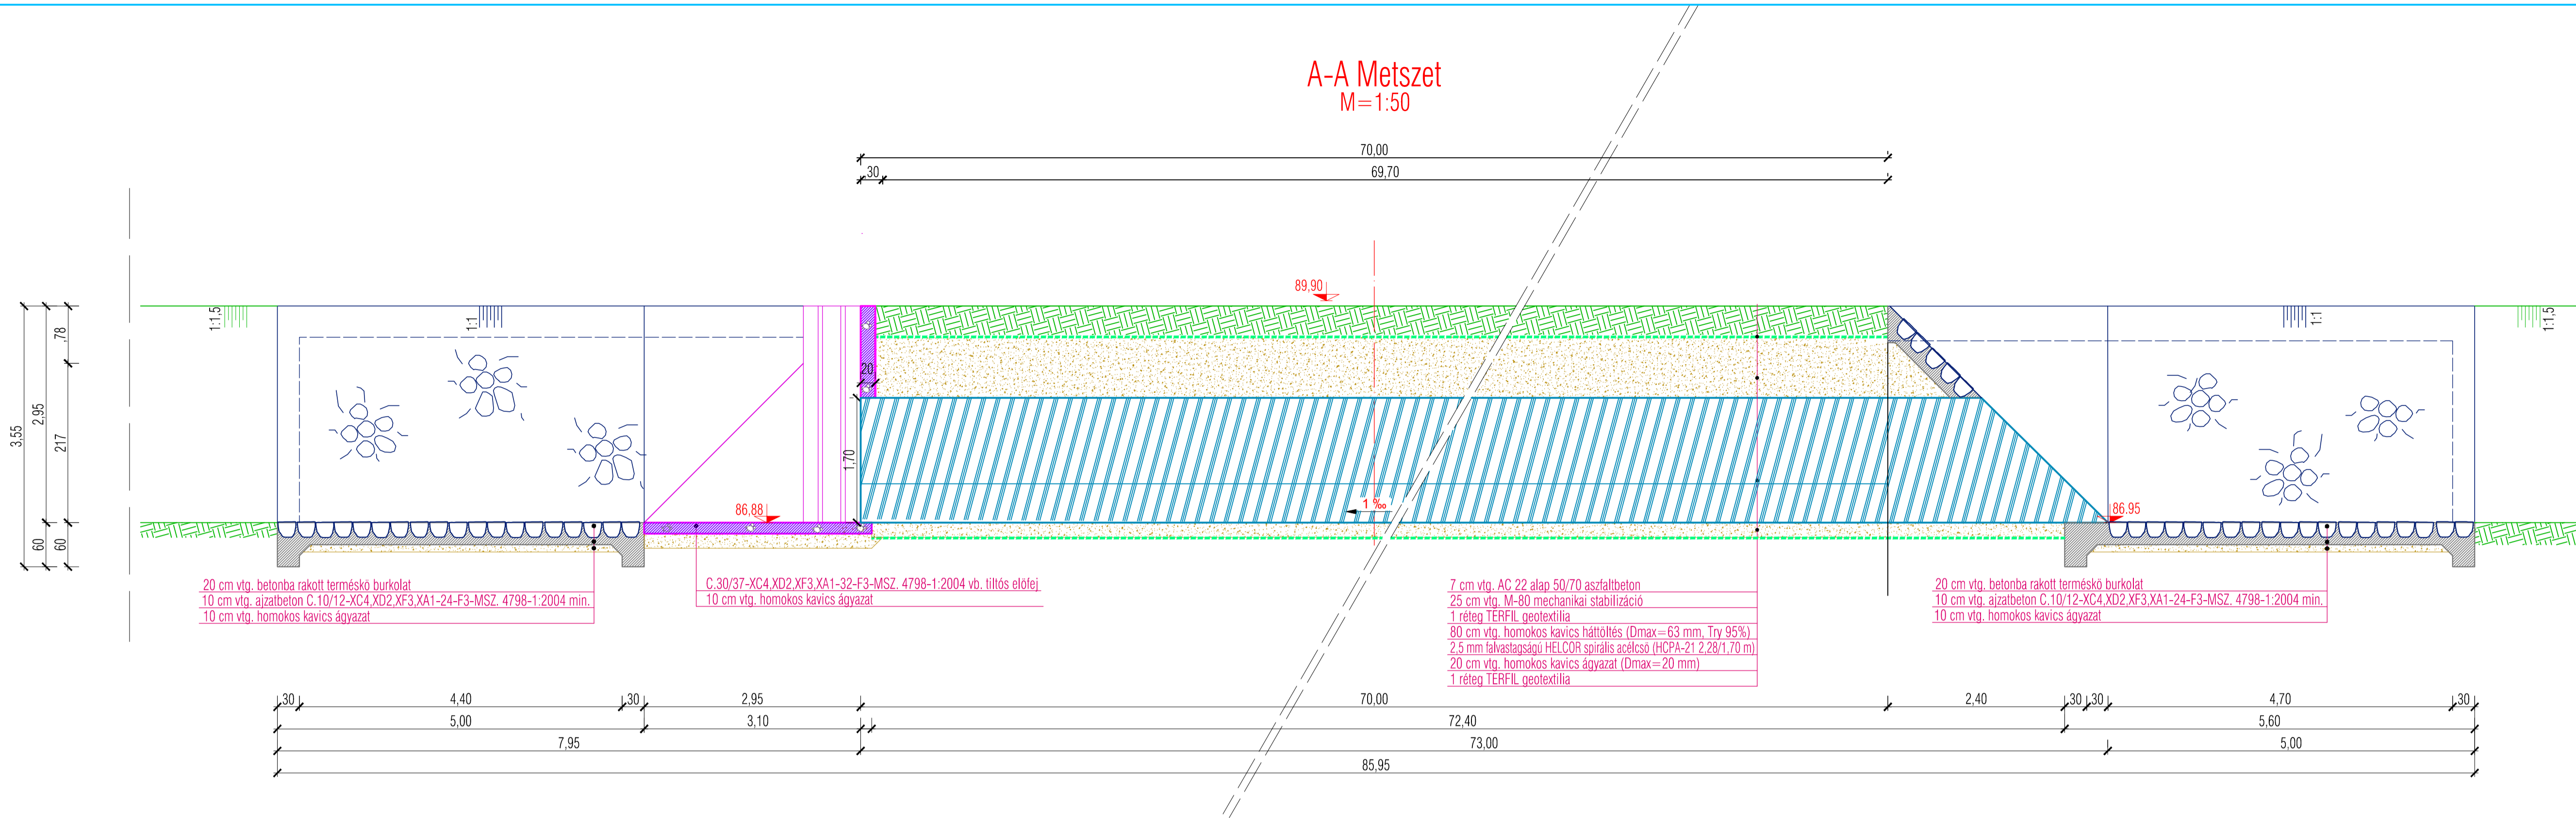 A-A Metszet
M=1:50
70,00
,30
69,70
89,90
1:1,5
1:1
1:1
1:1,5
,78
2,95
3,55
217
60
60
20
1,70
86,88
1 ‰
86.95
20 cm vtg. betonba rakott terméskő burkolat
10 cm vtg. ajzatbeton C.10/12-XC4,XD2,XF3,XA1-24-F3-MSZ. 4798-1:2004 min.
10 cm vtg. homokos kavics ágyazat
C.30/37-XC4,XD2,XF3,XA1-32-F3-MSZ. 4798-1:2004 vb. tiltós előfej
10 cm vtg. homokos kavics ágyazat
7 cm vtg. AC 22 alap 50/70 aszfaltbeton
25 cm vtg. M-80 mechanikai stabilizáció
1 réteg TERFIL geotextilia
80 cm vtg. homokos kavics háttöltés (Dmax=63 mm, Try 95%)
2,5 mm falvastagságú HELCOR spirális acélcső (HCPA-21 2,28/1,70 m)
20 cm vtg. homokos kavics ágyazat (Dmax=20 mm)
1 réteg TERFIL geotextilia
20 cm vtg. betonba rakott terméskő burkolat
10 cm vtg. ajzatbeton C.10/12-XC4,XD2,XF3,XA1-24-F3-MSZ. 4798-1:2004 min.
10 cm vtg. homokos kavics ágyazat
,30 4,40 ,30 2,95 70,00 2,40 ,30 ,30 4,70 ,30
5,00 3,10 72,40 5,60
7,95 73,00 5,00
85,95